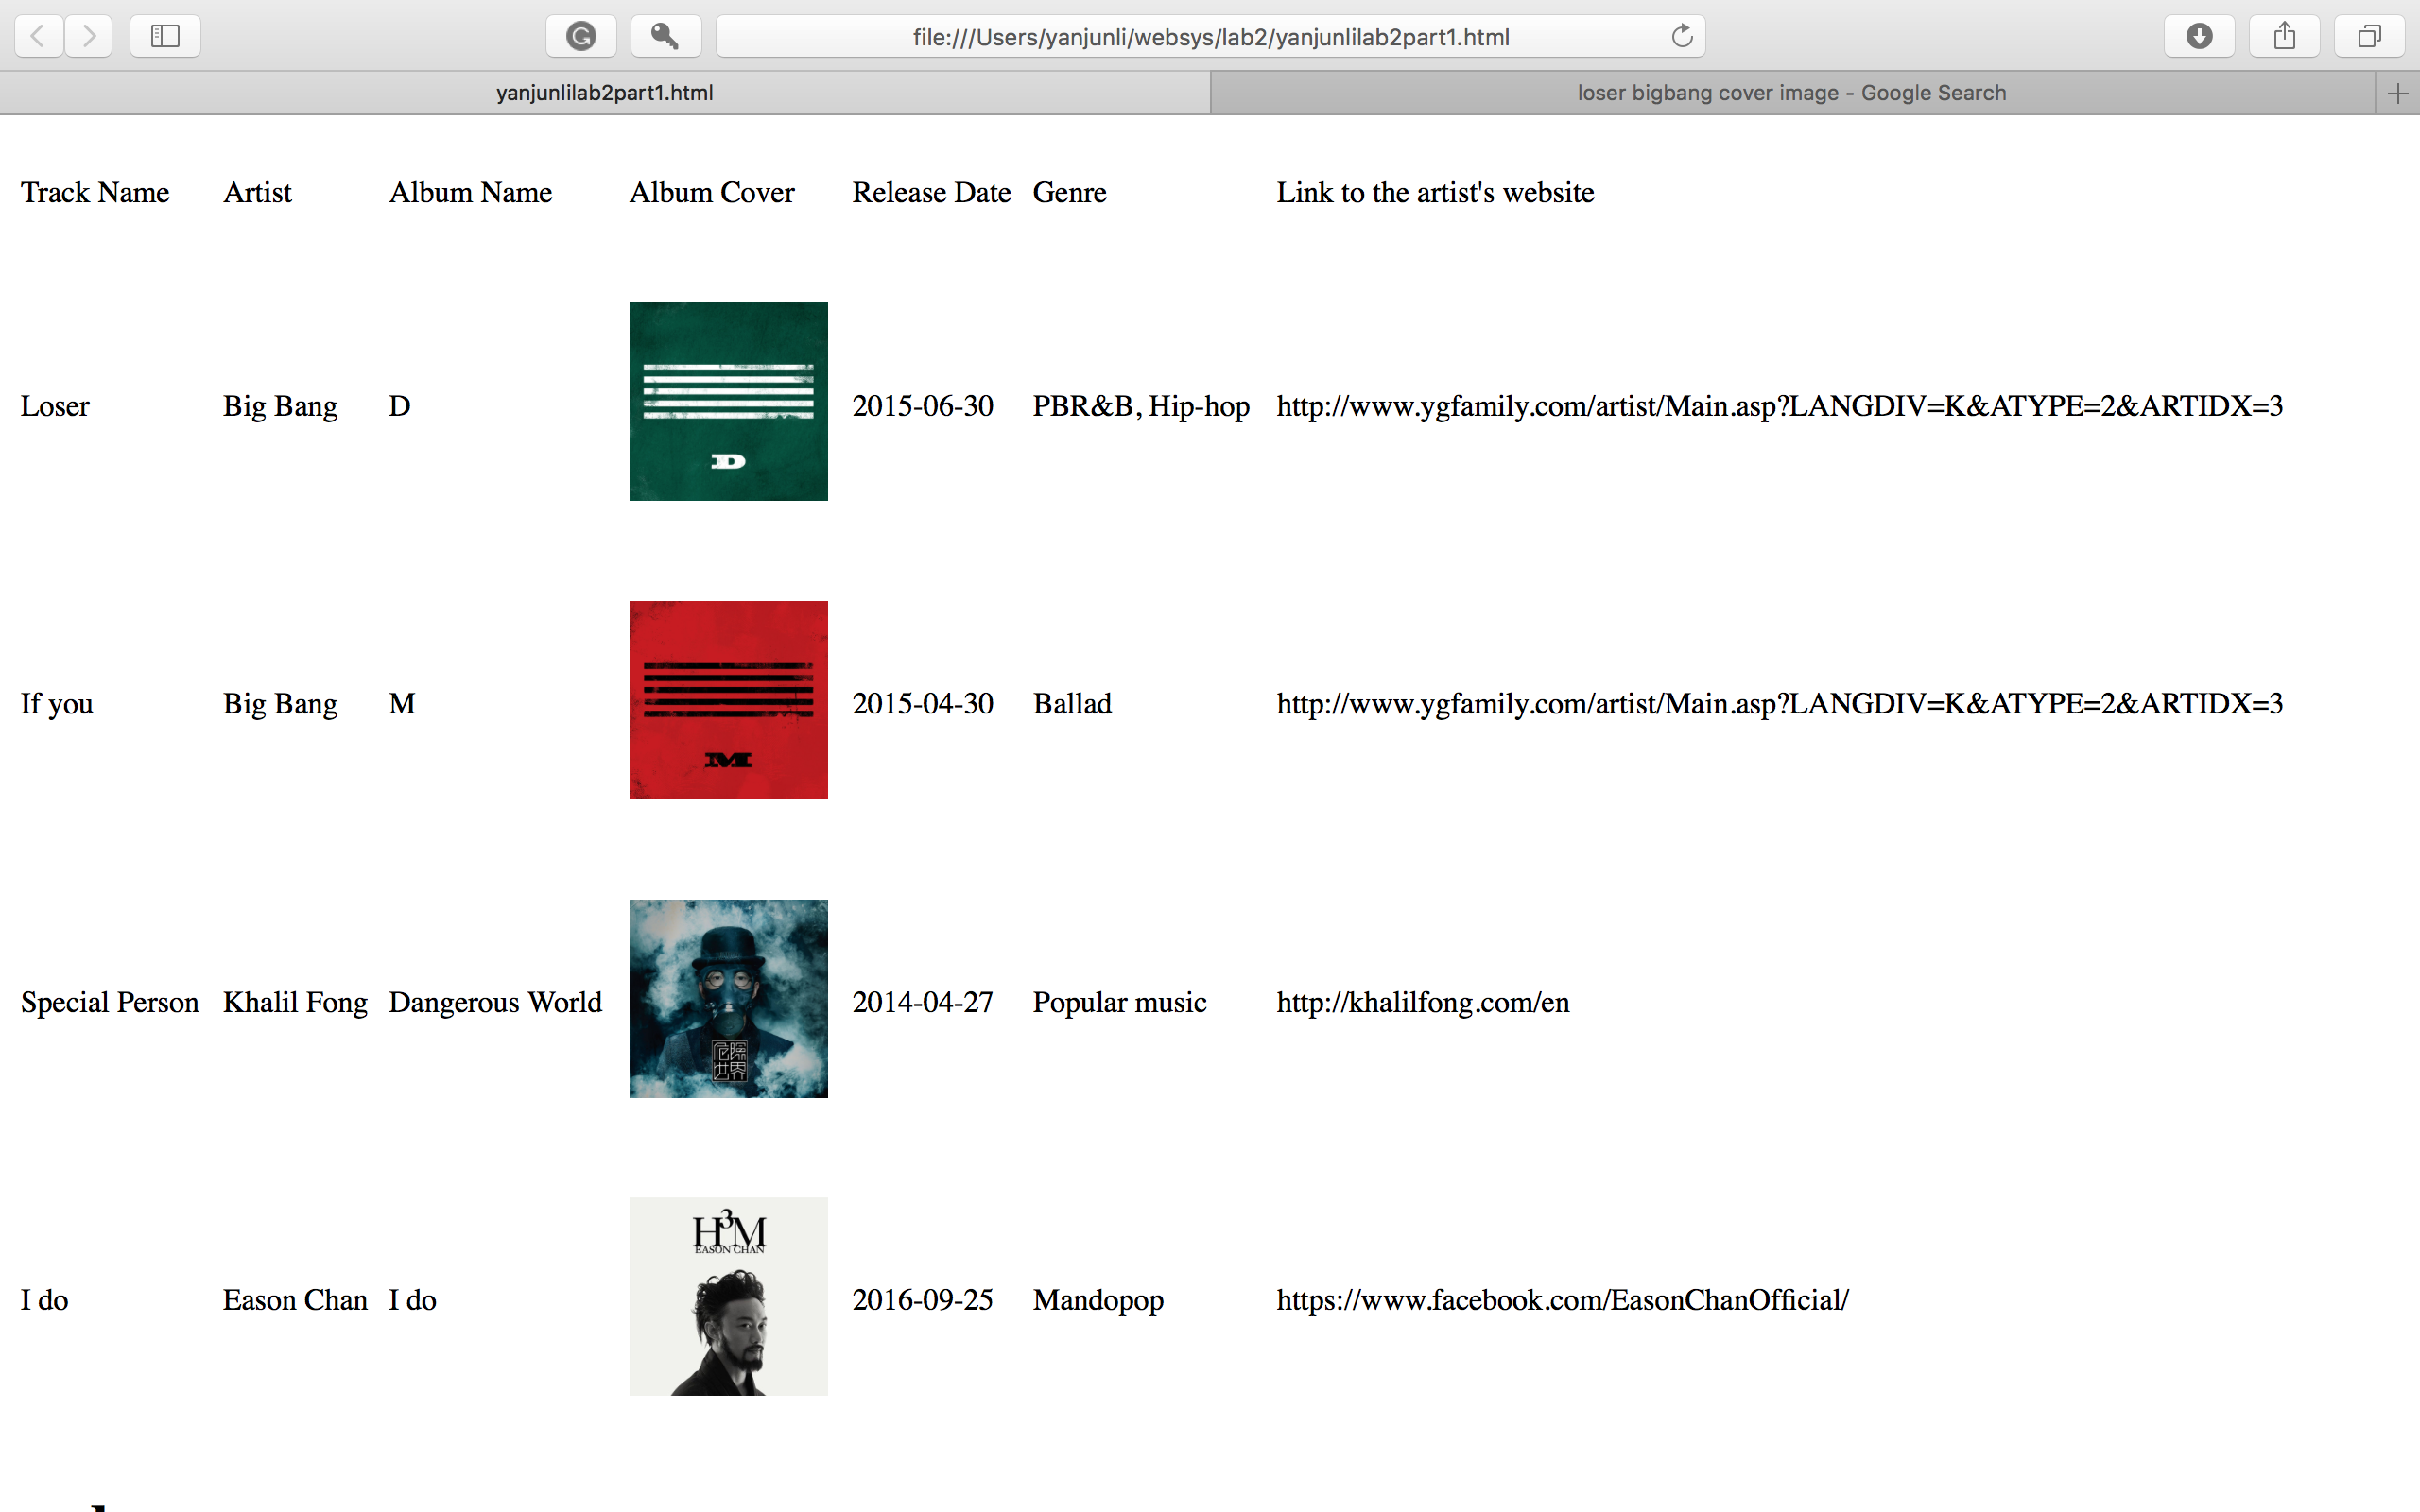 file:///Users/yanjunli/websys/lab2/yanjunlilab2part1.html
yanjunlilab2part1.html
loser bigbang cover image - Google Search
Track Name Artist Album Name Album Cover Release Date Genre Link to the artist's website
D
Loser Big Bang D 2015-06-30 PBR&B, Hip-hop http://www.ygfamily.com/artist/Main.asp?LANGDIV=K&ATYPE=2&ARTIDX=3
M
If you Big Bang M 2015-04-30 Ballad http://www.ygfamily.com/artist/Main.asp?LANGDIV=K&ATYPE=2&ARTIDX=3
Special Person Khalil Fong Dangerous World 2014-04-27 Popular music http://khalilfong.com/en
危险
世界
H3M
EASON CHAN
I do Eason Chan I do 2016-09-25 Mandopop https://www.facebook.com/EasonChanOfficial/